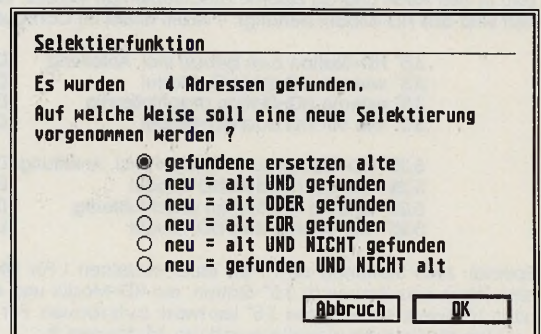 Selektierfunktion
Es wurden 4 Adressen gefunden.
Auf welche Weise soll eine neue Selektierung
vorgenommen werden ?
gefundene ersetzen alte
neu = alt UND gefunden
neu = alt ODER gefunden
neu = alt EOR gefunden
neu = alt UND NICHT gefunden
neu = gefunden UND NICHT alt
Abbruch OK